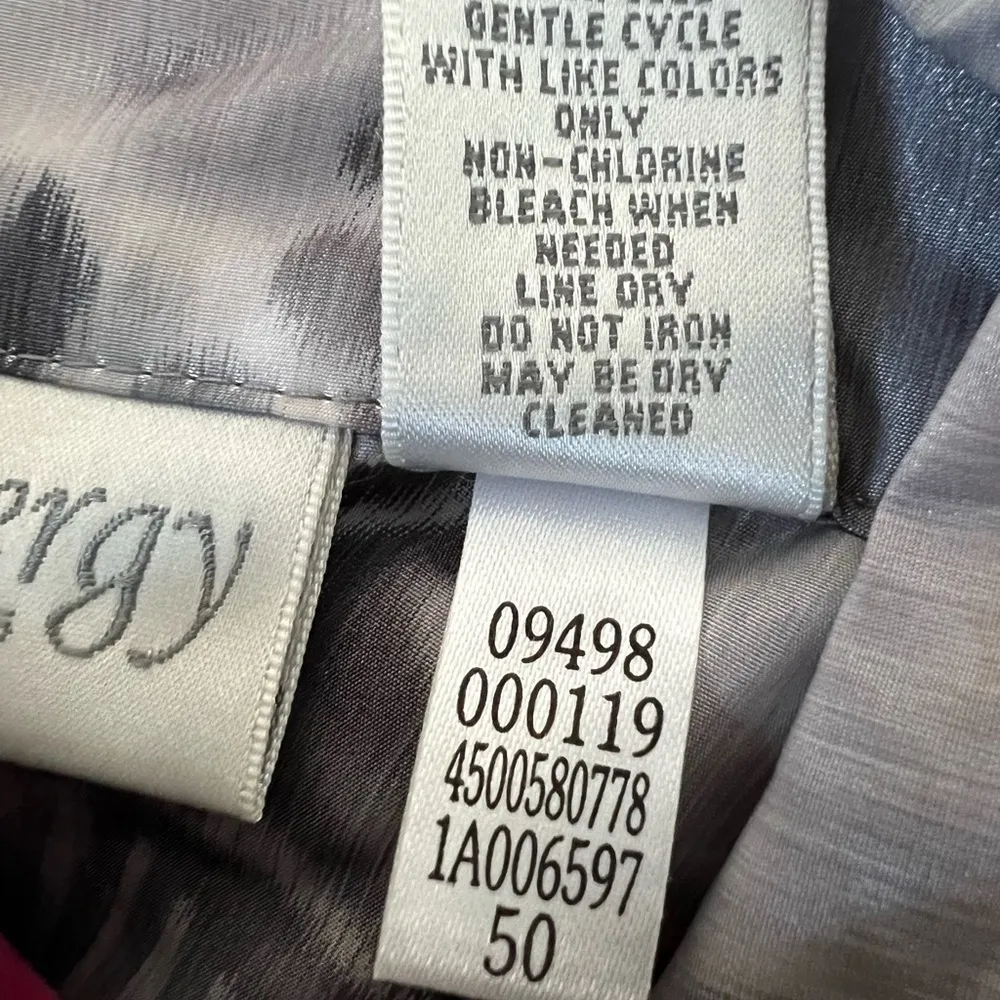 GENTLE CYCLE
WITH LIKE COLORS
ONLY
NON-CHLORINE
BLEACH WHEN
NEEDED
LINE DRY
DO NOT IRON
MAY BE DRY
CLEANED
ergy
09498
000119
4500580778
1A006597
50